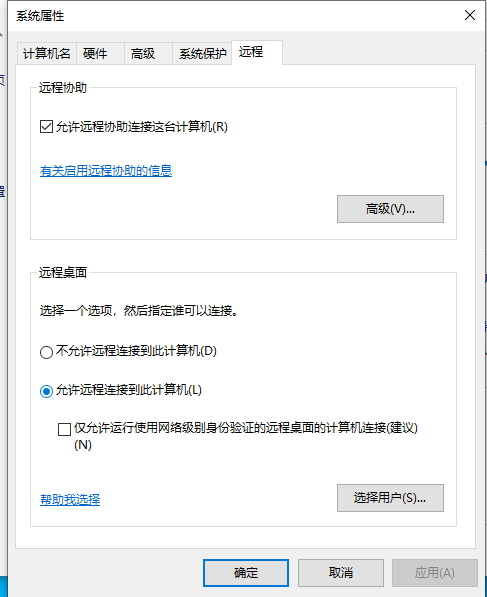 系统属性
计算机名
硬件
高级
系统保护
远程
远程协助
允许远程协助连接这台计算机(R)
有关启用远程协助的信息
高级(V)...
远程桌面
选择一个选项，然后指定谁可以连接。
不允许远程连接到此计算机(D)
允许远程连接到此计算机(L)
仅允许运行使用网络级别身份验证的远程桌面的计算机连接(建议)
(N)
帮助我选择
选择用户(S)...
确定
取消
应用(A)